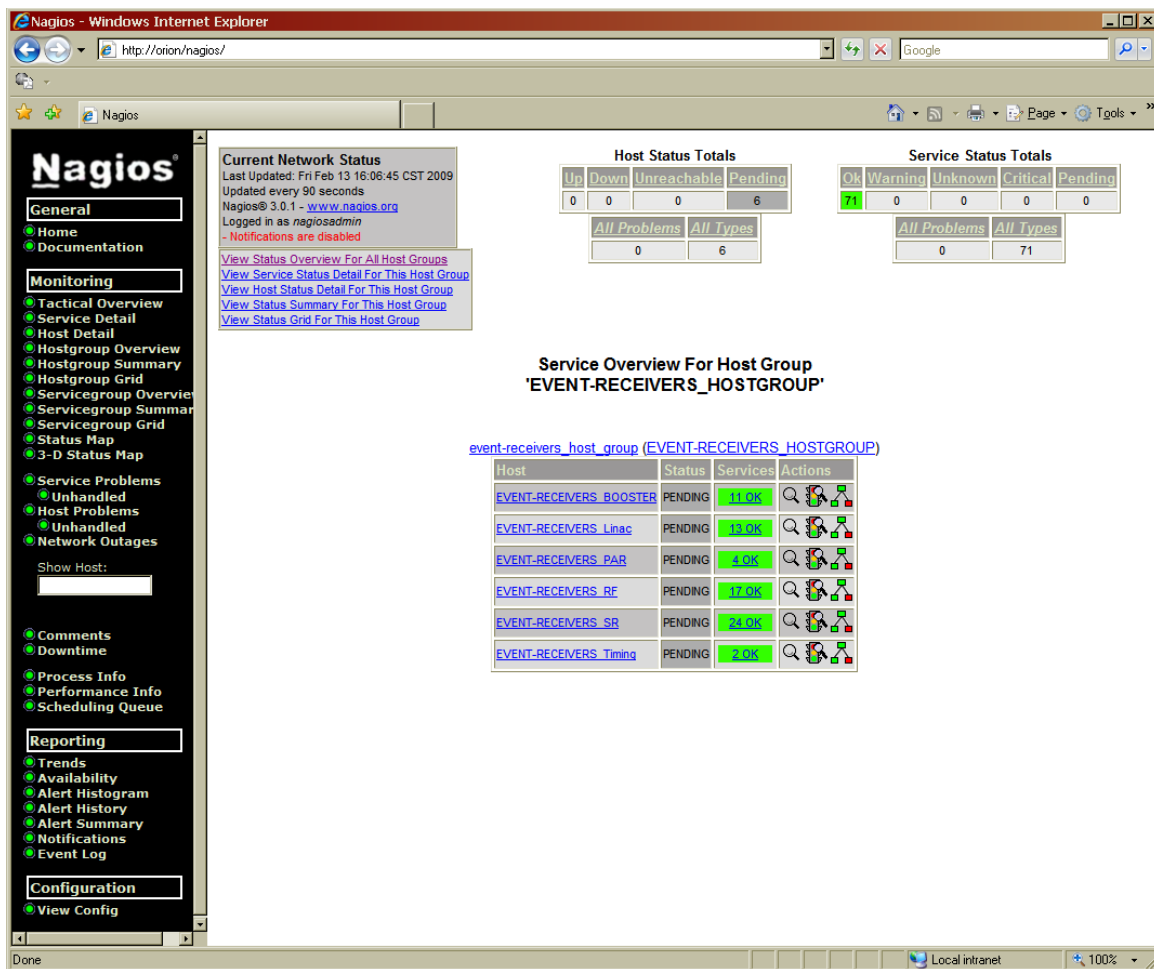 Nagios - Windows Internet Explorer
http://orion/nagios/
Google
Nagios
Page
Tools
Nagios®
General
Home
Documentation
Monitoring
Tactical Overview
Service Detail
Host Detail
Hostgroup Overview
Hostgroup Summary
Hostgroup Grid
Servicegroup Overvie
Servicegroup Summar
Servicegroup Grid
Status Map
3-D Status Map
Service Problems
Unhandled
Host Problems
Unhandled
Network Outages
Show Host:
Comments
Downtime
Process Info
Performance Info
Scheduling Queue
Reporting
Trends
Availability
Alert Histogram
Alert History
Alert Summary
Notifications
Event Log
Configuration
View Config
Current Network Status
Last Updated: Fri Feb 13 16:06:45 CST 2009
Updated every 90 seconds
Nagios® 3.0.1 - www.nagios.org
Logged in as nagiosadmin
- Notifications are disabled
View Status Overview For All Host Groups
View Service Status Detail For This Host Group
View Host Status Detail For This Host Group
View Status Summary For This Host Group
View Status Grid For This Host Group
Host Status Totals
Up Down Unreachable Pending
0 0 0 6
All Problems All Types
0 6
Service Status Totals
Ok Warning Unknown Critical Pending
71 0 0 0 0
All Problems All Types
0 71
Service Overview For Host Group
'EVENT-RECEIVERS_HOSTGROUP'
event-receivers_host_group (EVENT-RECEIVERS_HOSTGROUP)
Host Status Services Actions
EVENT-RECEIVERS_BOOSTER PENDING 11 OK
EVENT-RECEIVERS_Linac PENDING 13 OK
EVENT-RECEIVERS_PAR PENDING 4 OK
EVENT-RECEIVERS_RF PENDING 17 OK
EVENT-RECEIVERS_SR PENDING 24 OK
EVENT-RECEIVERS_Timing PENDING 2 OK
Done
Local intranet
100%